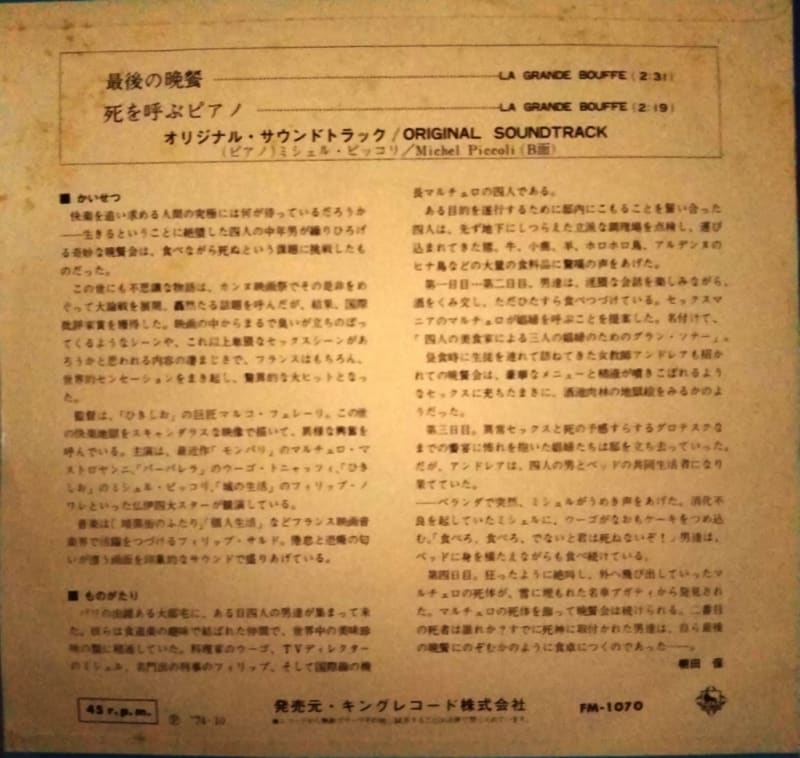 最後の晩餐 LA GRANDE BOUFFE (2:31)
死を呼ぶピアノ LA GRANDE BOUFFE (2:19)
オリジナル・サウンドトラック/ORIGINAL SOUNDTRACK
(ピアノ)ミシェル・ピッコリ/Michel Piccoli(B面)
■ かいせつ
快楽を追い求める人間の究極には何が待っているだろうか
——生きるということに絶望した四人の中年男が繰りひろげ
る奇妙な晩餐会は、食べながら死ぬという課題に挑戦したも
のだった。
この世にも不思議な物語は、カンヌ映画祭でその是非をめ
ぐって大論戦を展開、轟然たる話題を呼んだが、結果、国際
批評家賞を獲得した。映画の中からまるで臭いが立ちのぼっ
てくるようなシーンや、これ以上卑猥なセックスシーンがあ
ろうかと思われる内容の凄まじさで、フランスはもちろん、
世界的センセーションをまき起し、驚異的な大ヒットとなっ
た。
監督は、「ひきしお」の巨匠マルコ・フェレーリ。この世
の快楽地獄をスキャンダラスな映像で描いて、異様な興奮を
呼んでいる。主演は、最近作「モンパリ」のマルチェロ・マ
ストロヤンニ、「バーバレラ」のウーゴ・トニャッツィ、「ひき
しお」のミシェル・ピッコリ、「城の生活」のフィリップ・ノ
ワレといった仏伊四大スターが競演している。
音楽は「暗黒街のふたり」「個人生活」などフランス映画音
楽界で活躍をつづけるフィリップ・サルド。倦怠と悲痛の匂
いが漂う画面を印象的なサウンドで盛りあげている。
■ ものがたり
パリの由緒ある大邸宅に、ある日四人の男達が集まって来
た。彼らは食道楽の趣味で結ばれた仲間で、世界中の美味珍
味の類に精通していた。料理家のウーゴ、TVディレクター
のミシェル、名門出の判事のフィリップ、そして国際線の機
長マルチェロの四人である。
ある目的を遂行するために邸内にこもることを誓い合った
四人は、先ず地下にしつらえた立派な調理場を点検し、運び
込まれてきた猪、牛、小鹿、羊、ホロホロ鳥、アルデンヌの
ヒナ鳥などの大量の食料品に驚嘆の声をあげた。
第一日目…第二日目。男達は、淫猥な会話を楽しみながら、
酒をくみ交し、ただひたすら食べつづけている。セックスマ
ニアのマルチェロが娼婦を呼ぶことを提案した。名付けて、
「四人の美食家による三人の娼婦のためのグラン・ソテー」。
昼食時に生徒を連れて訪ねてきた女教師アンドレアも招か
れての晩餐会は、豪華なメニューと精液が噴きこぼれるよう
なセックスに充ちたまさに、酒池肉林の地獄絵をみるかのよ
うだった。
第三日目。異常セックスと死の予感すらするグロテスクな
までの饗宴に怖れを抱いた娼婦たちは邸を立ち去っていった。
だが、アンドレアは、四人の男とベッドの共同生活者になり
果てていた。
——ベランダで突然、ミシェルがうめき声をあげた。消化不
良を起していたミシェルに、ウーゴがなおもケーキをつめ込
む。「食べろ、食べろ、でないと君は死ねないぞ!」男達は、
ベッドに身を横たえながらも食べ続けている。
第四日目。狂ったように絶叫し、外へ飛び出していったマ
ルチェロの死体が、雪に埋もれた名車ブガティから発見され
た。マルチェロの死体を飾って晩餐会は続けられる。二番目
の死者は誰れか?すでに死神に取付かれた男達は、自ら最後
の晩餐にのぞむかのように食卓につくのであった——。
45 r.p.m.
Ⓟ '74·10
発売元・キングレコード株式会社
FM-1070